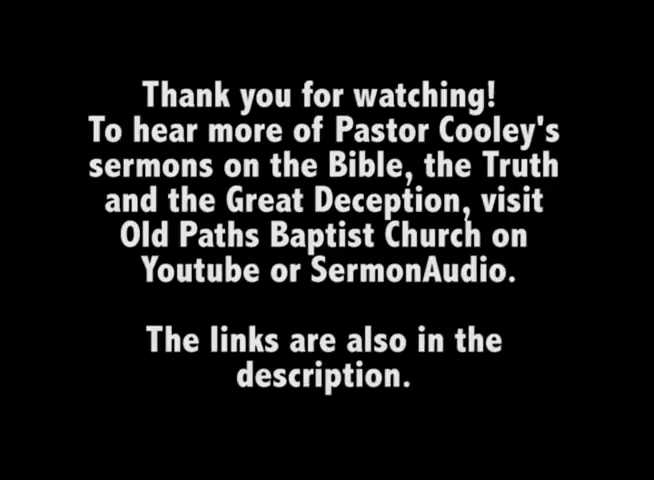 Thank you for watching!
To hear more of Pastor Cooley's
sermons on the Bible, the Truth
and the Great Deception, visit
Old Paths Baptist Church on
Youtube or SermonAudio.
The links are also in the
description.